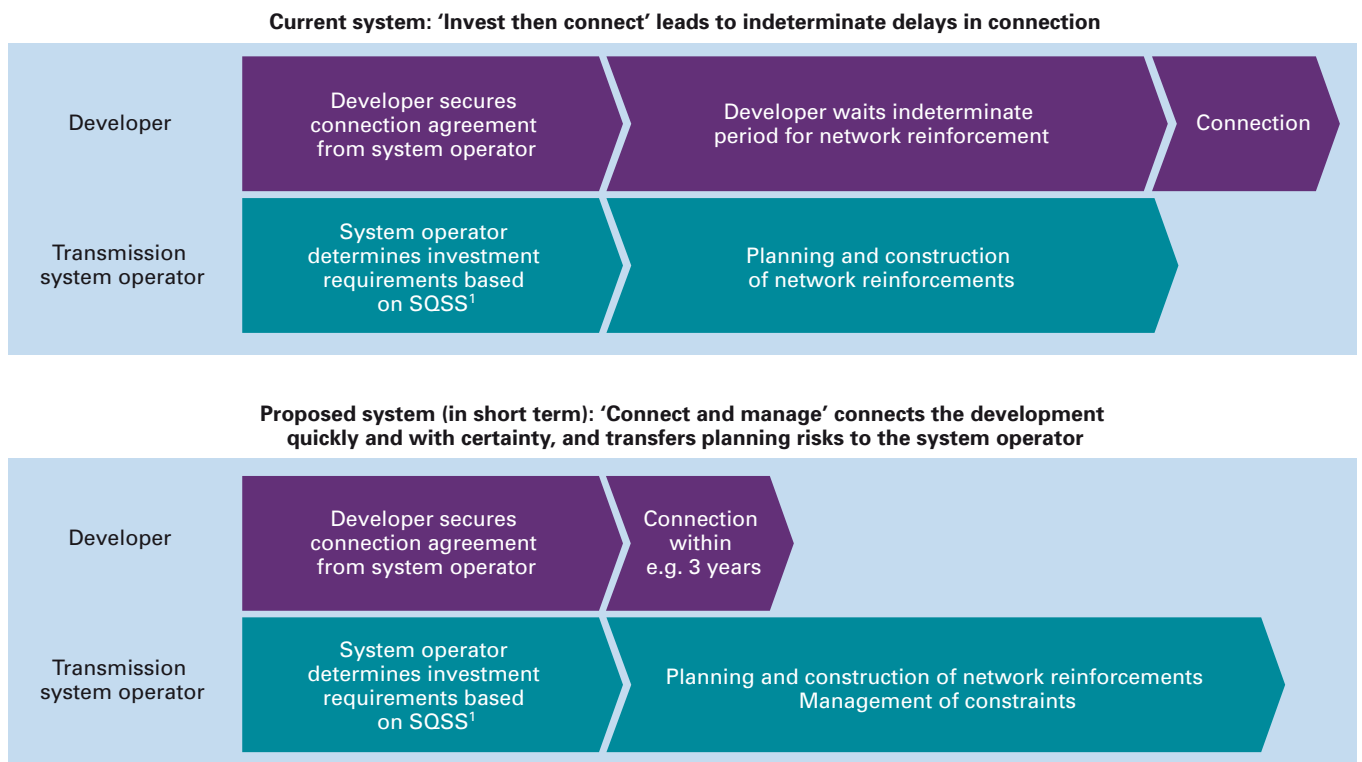 Current system: ‘Invest then connect’ leads to indeterminate delays in connection
Developer
Developer secures
connection agreement
from system operator
Developer waits indeterminate
period for network reinforcement
Connection
Transmission
system operator
System operator
determines investment
requirements based
on SQSS¹
Planning and construction
of network reinforcements
Proposed system (in short term): ‘Connect and manage’ connects the development
quickly and with certainty, and transfers planning risks to the system operator
Developer
Developer secures
connection agreement
from system operator
Connection
within
e.g. 3 years
Transmission
system operator
System operator
determines investment
requirements based
on SQSS¹
Planning and construction of network reinforcements
Management of constraints